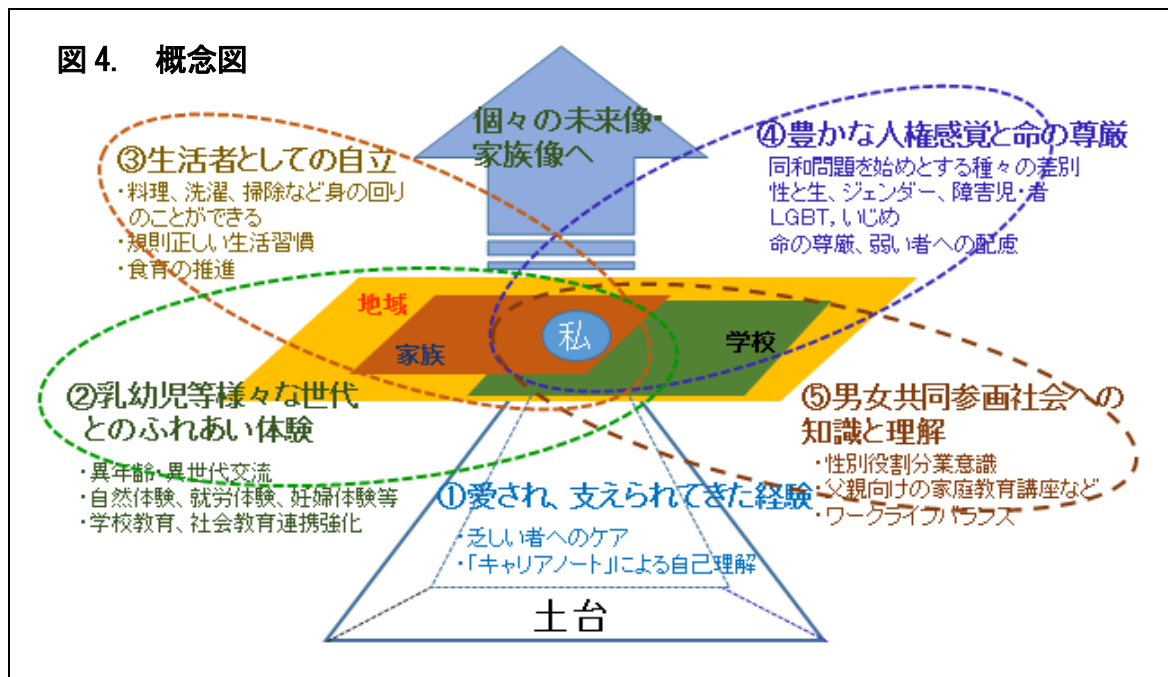 図4.　概念図
個々の未来像・
家族像へ
③生活者としての自立
・料理、洗濯、掃除など身の回り
のことができる
・規則正しい生活習慣
・食育の推進
④豊かな人権感覚と命の尊厳
同和問題を始めとする種々の差別
性と生、ジェンダー、障害児・者
LGBT,いじめ
命の尊厳、弱い者への配慮
地域
家族
私
学校
②乳幼児等様々な世代
とのふれあい体験
・異年齢・異世代交流
・自然体験、就労体験、妊婦体験等
・学校教育、社会教育連携強化
⑤男女共同参画社会への
知識と理解
・性別役割分業意識
・父親向けの家庭教育講座など
・ワークライフバランス
①愛され、支えられてきた経験
・乏しい者へのケア
・「キャリアノート」による自己理解
土台